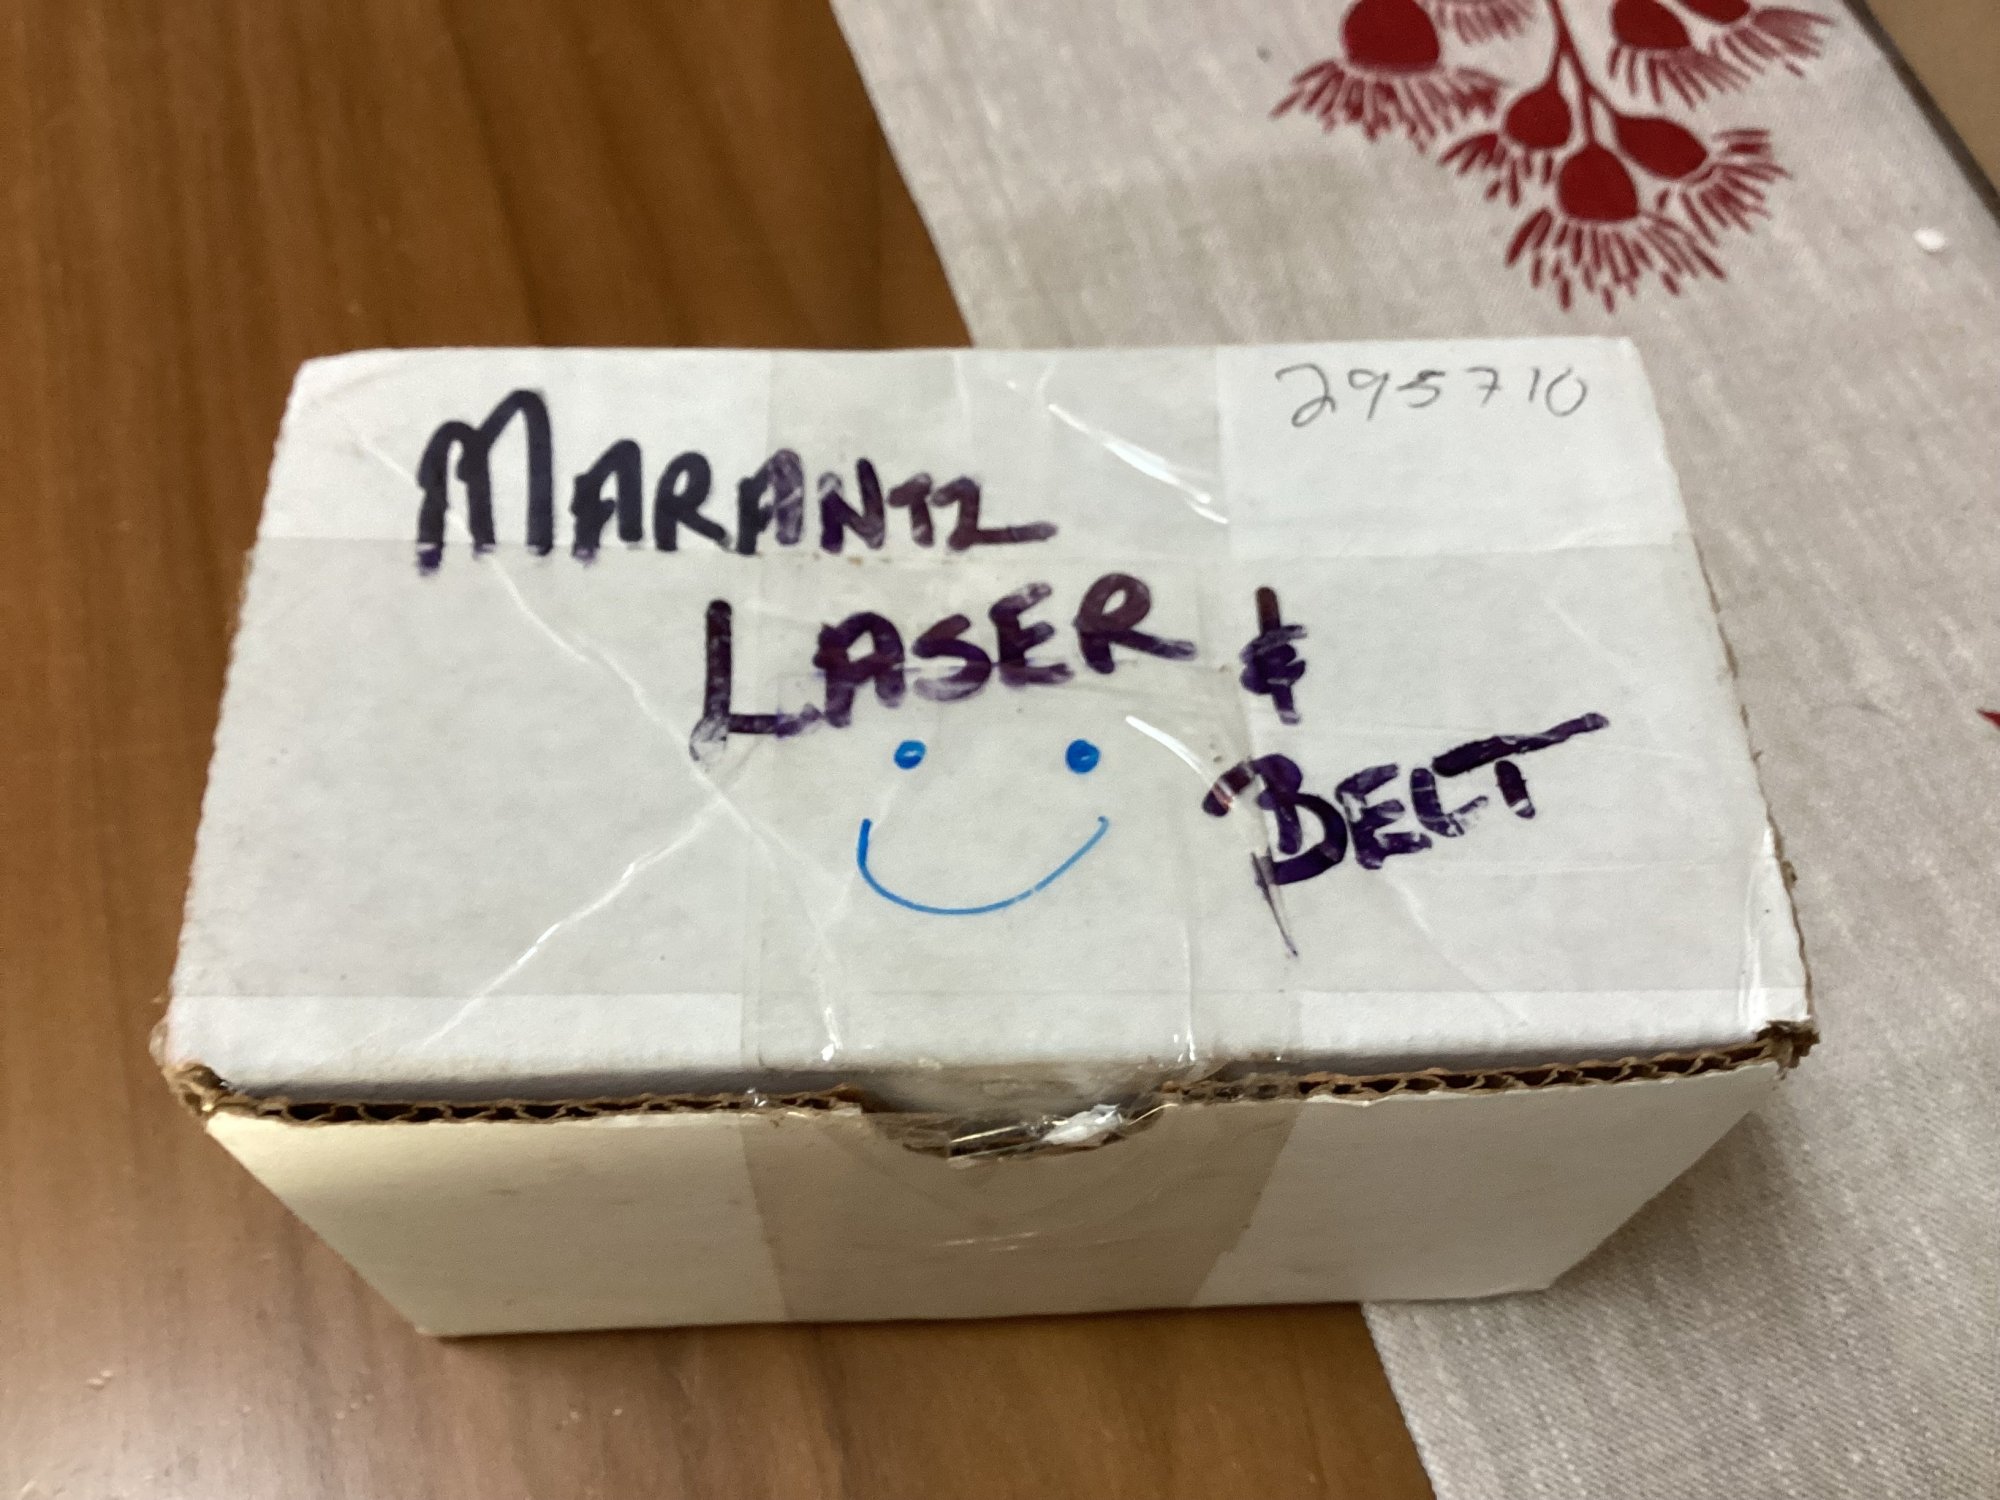 295710
MARANTZ
LASER &
BELT